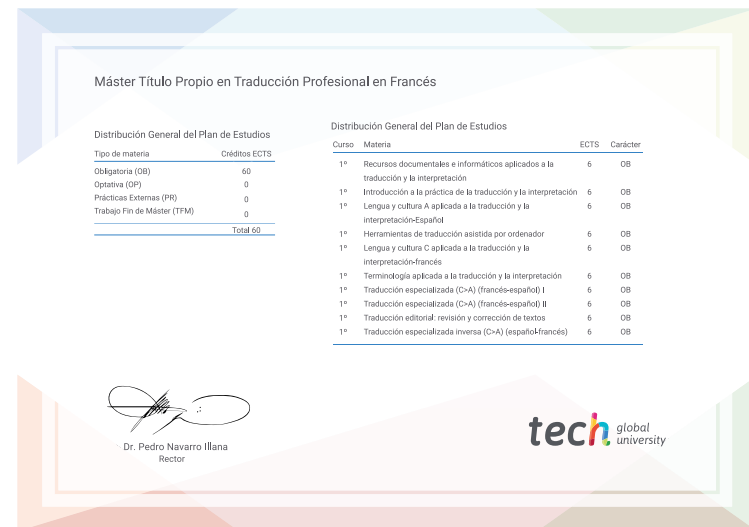 Máster Título Propio en Traducción Profesional en Francés
Distribución General del Plan de Estudios
Tipo de materia Créditos ECTS
Obligatoria (OB) 60
Optativa (OP) 0
Prácticas Externas (PR) 0
Trabajo Fin de Máster (TFM) 0
Total 60
Distribución General del Plan de Estudios
Curso Materia ECTS Carácter
1º Recursos documentales e informáticos aplicados a la 6 OB
traducción y la interpretación
1º Introducción a la práctica de la traducción y la interpretación 6 OB
1º Lengua y cultura A aplicada a la traducción y la 6 OB
interpretación-Español
1º Herramientas de traducción asistida por ordenador 6 OB
1º Lengua y cultura C aplicada a la traducción y la 6 OB
interpretación-francés
1º Terminología aplicada a la traducción y la interpretación 6 OB
1º Traducción especializada (C>A) (francés-español) I 6 OB
1º Traducción especializada (C>A) (francés-español) II 6 OB
1º Traducción editorial: revisión y corrección de textos 6 OB
1º Traducción especializada inversa (C>A) (español-francés) 6 OB
Dr. Pedro Navarro Illana
Rector
tech global
university